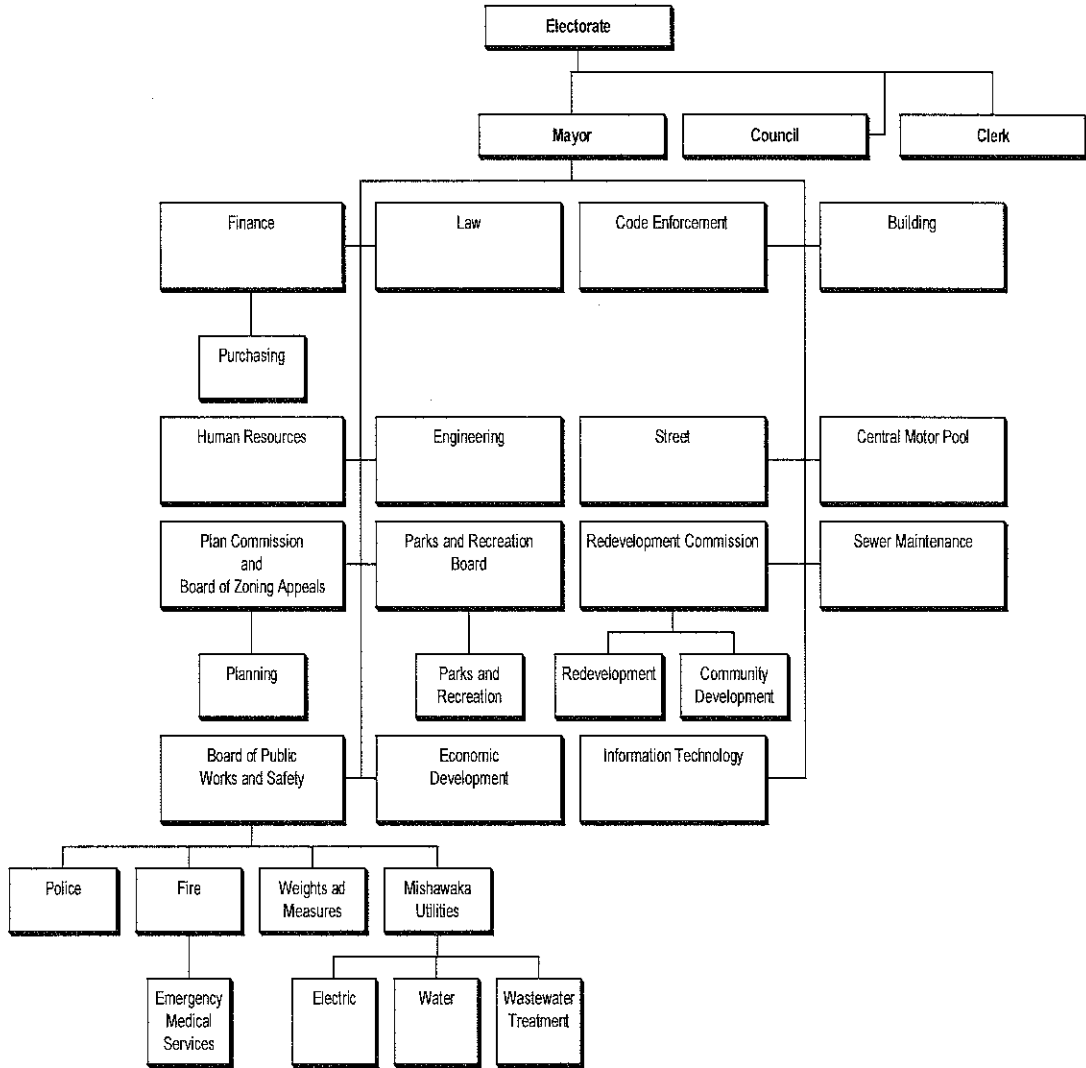 Electorate
Mayor
Council
Clerk
Finance
Law
Code Enforcement
Building
Purchasing
Human Resources
Engineering
Street
Central Motor Pool
Plan Commission
and
Board of Zoning Appeals
Parks and Recreation
Board
Redevelopment Commission
Sewer Maintenance
Planning
Parks and
Recreation
Redevelopment
Community
Development
Board of Public
Works and Safety
Economic
Development
Information Technology
Police
Fire
Weights ad
Measures
Mishawaka
Utilities
Emergency
Medical
Services
Electric
Water
Wastewater
Treatment